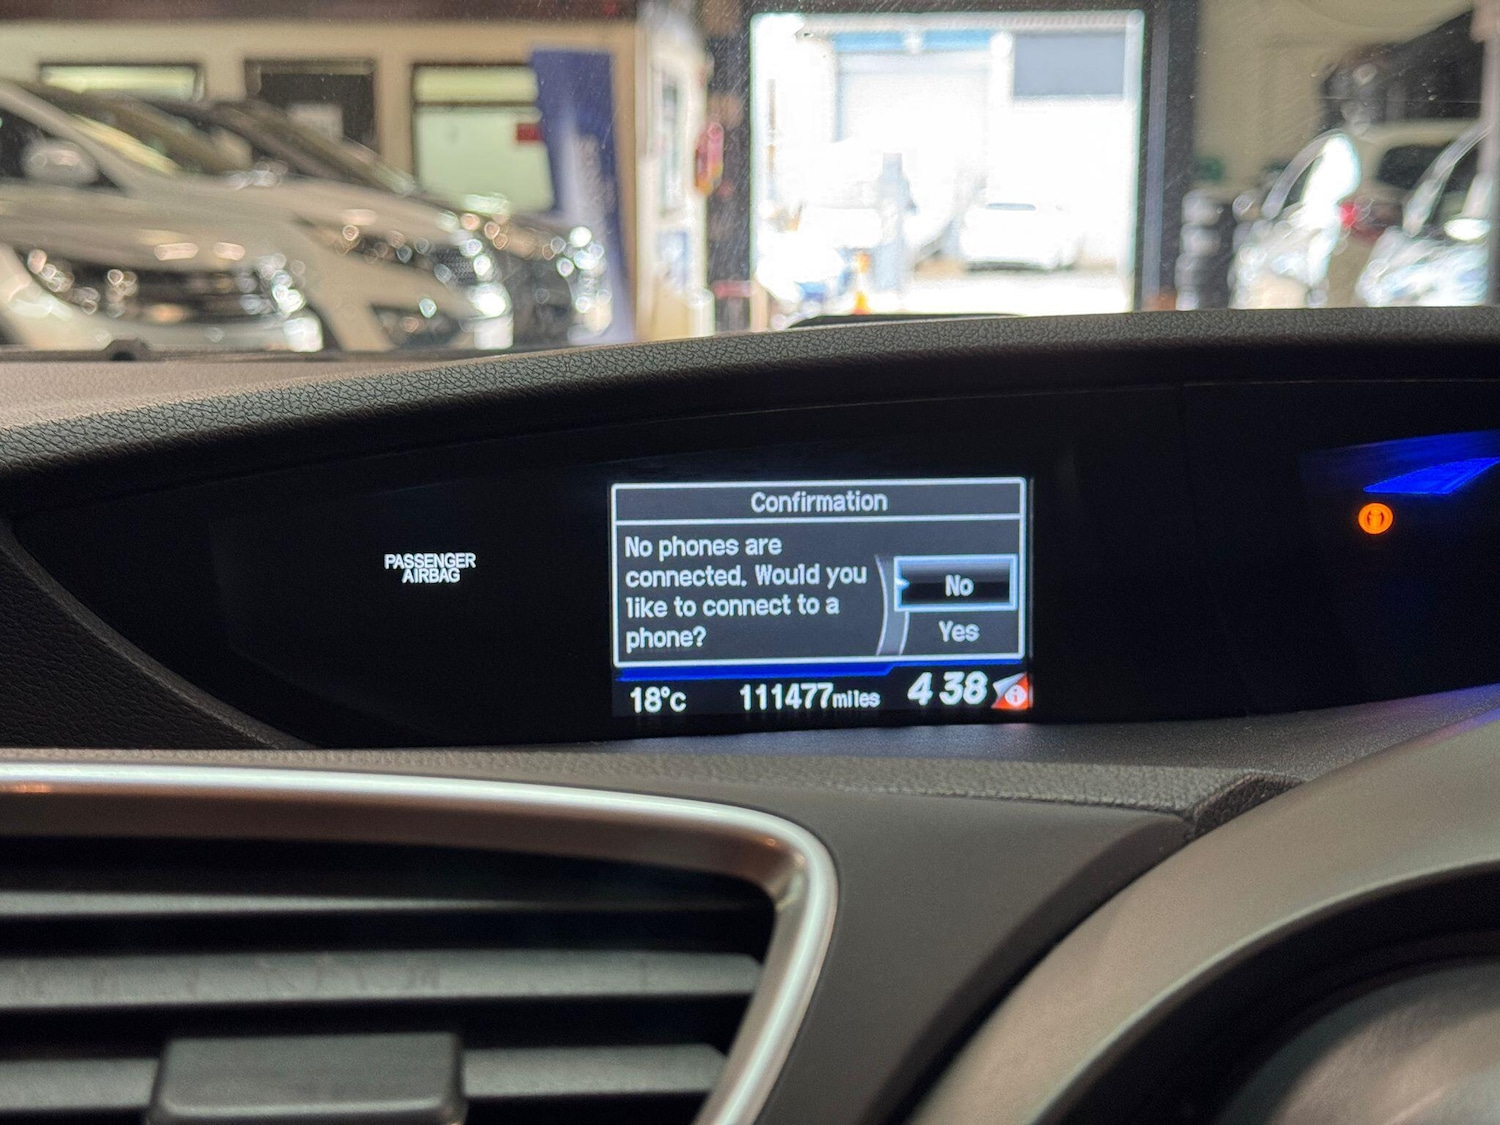 PASSENGER
AIRBAG
Confirmation
No phones are
connected. Would you
like to connect to a
phone?
No
Yes
18°c
111477miles
4 38
i